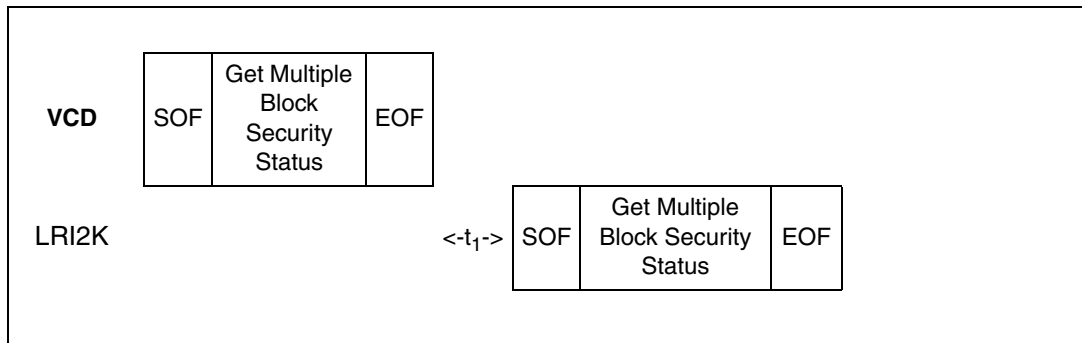 VCD
SOF
Get Multiple
Block
Security
Status
EOF
LRI2K
<-t1->
SOF
Get Multiple
Block Security
Status
EOF